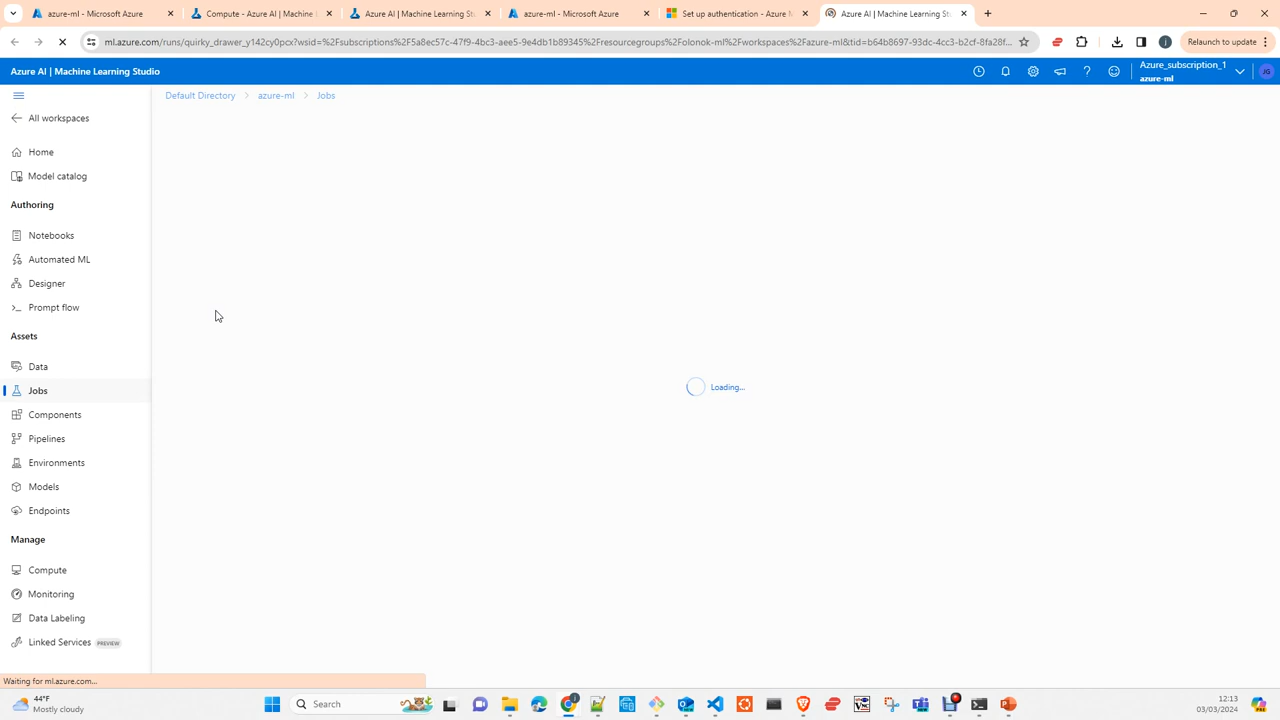 azure-ml - Microsoft Azure
Compute - Azure AI | Machine L
Azure AI | Machine Learning Stu
azure-ml - Microsoft Azure
Set up authentication - Azure M
Azure AI | Machine Learning St
ml.azure.com/runs/quirky_drawer_y142cy0pcx?wsid=%2Fsubscriptions%2F5a8ec57c-47f9-4bc3-aee5-9e4db1b89345%2Fresourcegroups%2Folonok-ml%2Fworkspaces%2Fazure-ml&tid=b64b8697-93dc-4cc3-b2cf-8fa28f...
i
Relaunch to update
Azure AI | Machine Learning Studio
Azure_subscription_1
azure-ml
JG
Default Directory > azure-ml > Jobs
All workspaces
Home
Model catalog
Authoring
Notebooks
Automated ML
Designer
Prompt flow
Assets
Data
Jobs
Components
Pipelines
Environments
Models
Endpoints
Manage
Compute
Monitoring
Data Labeling
Linked Services PREVIEW
Loading...
Waiting for ml.azure.com...
44°F
Mostly cloudy
Search
12:13
03/03/2024